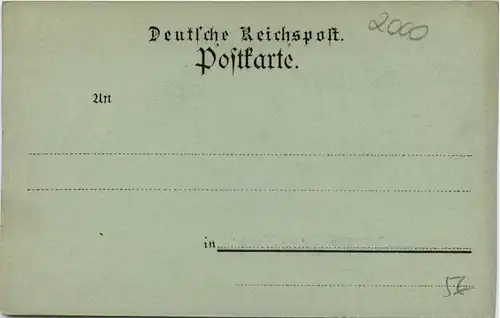 Deutſche Reichspoſt.
2000
Poſtkarte.
An
in